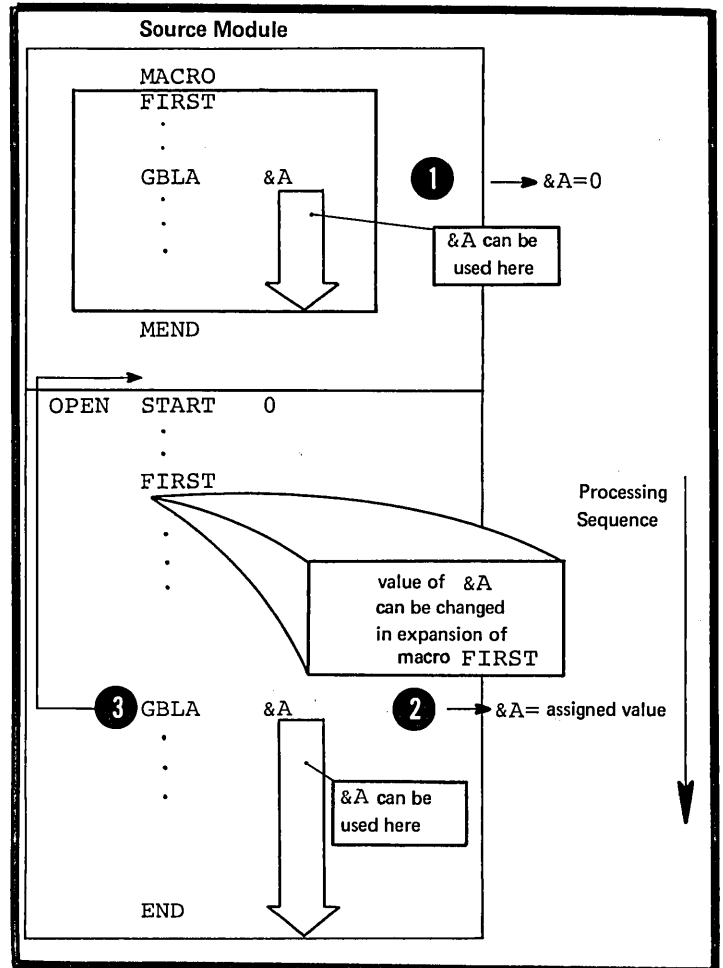 Source Module
MACRO
FIRST
.
.
GBLA &A 1 &A=0
.
.
.
&A can be
used here
MEND
OPEN START 0
.
.
FIRST
Processing
Sequence
.
.
.
value of &A
can be changed
in expansion of
macro FIRST
3 GBLA &A 2 &A= assigned value
.
.
.
&A can be
used here
END